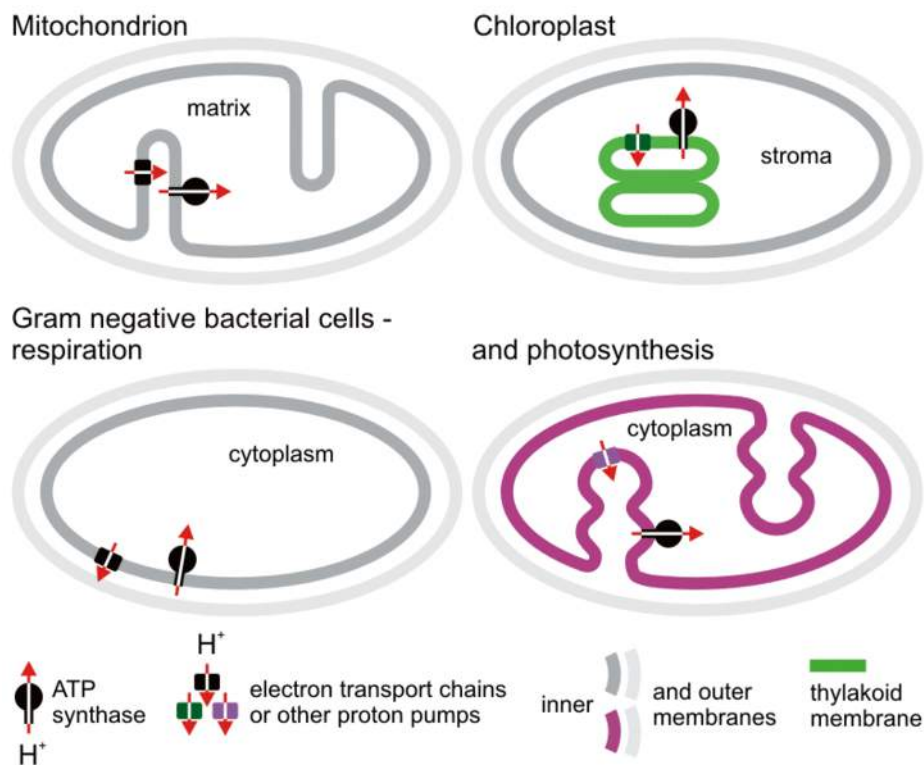 Mitochondrion
matrix
Chloroplast
stroma
Gram negative bacterial cells -
respiration
cytoplasm
and photosynthesis
cytoplasm
H⁺
ATP
synthase
H⁺
electron transport chains
or other proton pumps
inner
and outer
membranes
thylakoid
membrane